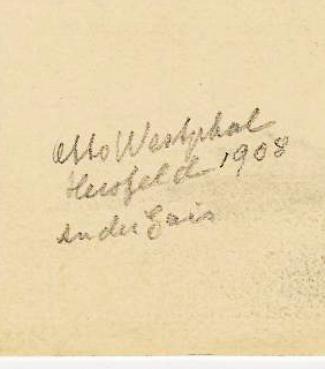 Otto Westphal
Hersfeld 1908
An der Gais